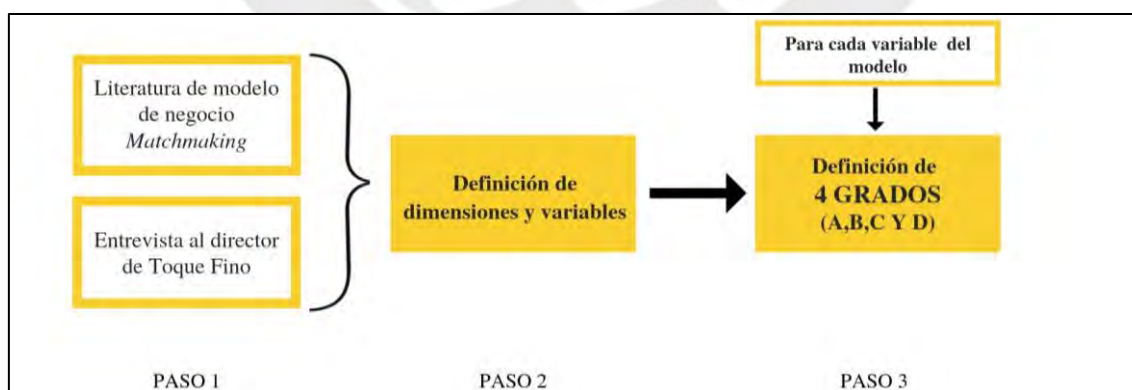 Literatura de modelo
de negocio
Matchmaking
Entrevista al director
de Toque Fino
Definición de
dimensiones y variables
Para cada variable del
modelo
Definición de
4 GRADOS
(A,B,C Y D)
PASO 1
PASO 2
PASO 3